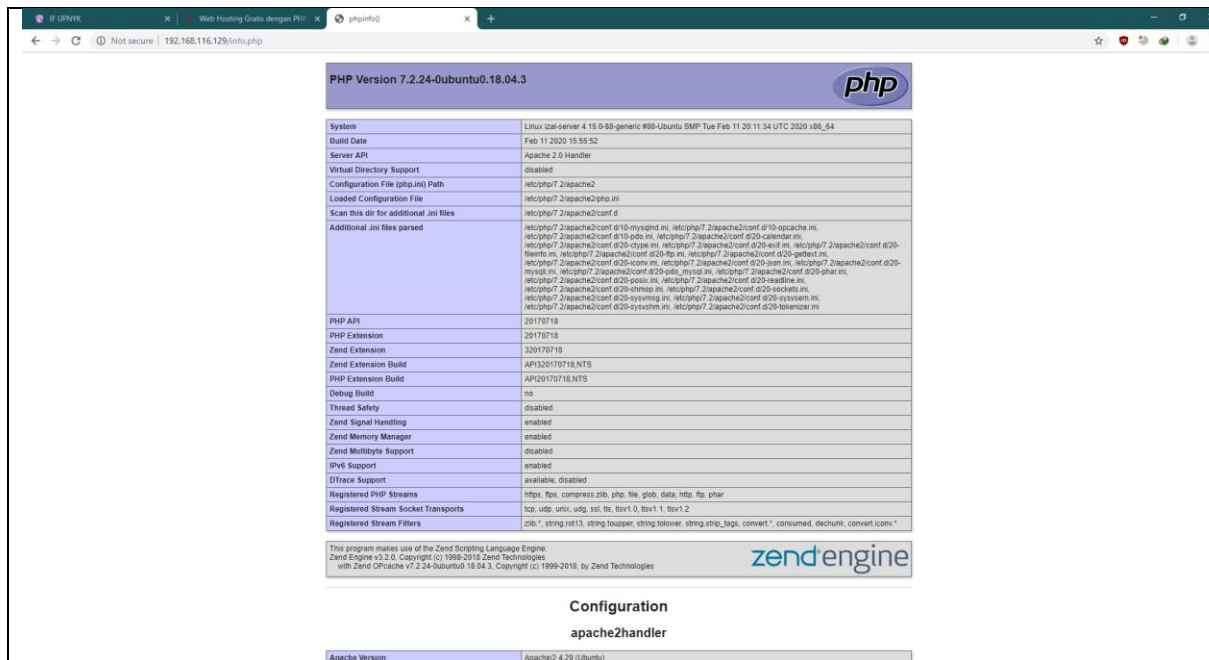 IF UPNYK
Web Hosting Gratis dengan PHP
phpinfo()
Not secure | 192.168.116.129/info.php
PHP Version 7.2.24-0ubuntu0.18.04.3
php
System Linux izal-server 4.15.0-88-generic #88-Ubuntu SMP Tue Feb 11 20:11:34 UTC 2020 x86_64
Build Date Feb 11 2020 15:55:52
Server API Apache 2.0 Handler
Virtual Directory Support disabled
Configuration File (php.ini) Path /etc/php/7.2/apache2
Loaded Configuration File /etc/php/7.2/apache2/php.ini
Scan this dir for additional .ini files /etc/php/7.2/apache2/conf.d
Additional .ini files parsed /etc/php/7.2/apache2/conf.d/10-mysqlnd.ini, /etc/php/7.2/apache2/conf.d/10-opcache.ini,
/etc/php/7.2/apache2/conf.d/10-pdo.ini, /etc/php/7.2/apache2/conf.d/20-calendar.ini,
/etc/php/7.2/apache2/conf.d/20-ctype.ini, /etc/php/7.2/apache2/conf.d/20-exif.ini, /etc/php/7.2/apache2/conf.d/20-
fileinfo.ini, /etc/php/7.2/apache2/conf.d/20-ftp.ini, /etc/php/7.2/apache2/conf.d/20-gettext.ini,
/etc/php/7.2/apache2/conf.d/20-iconv.ini, /etc/php/7.2/apache2/conf.d/20-json.ini, /etc/php/7.2/apache2/conf.d/20-
mysqli.ini, /etc/php/7.2/apache2/conf.d/20-pdo_mysql.ini, /etc/php/7.2/apache2/conf.d/20-phar.ini,
/etc/php/7.2/apache2/conf.d/20-posix.ini, /etc/php/7.2/apache2/conf.d/20-readline.ini,
/etc/php/7.2/apache2/conf.d/20-shmop.ini, /etc/php/7.2/apache2/conf.d/20-sockets.ini,
/etc/php/7.2/apache2/conf.d/20-sysvmsg.ini, /etc/php/7.2/apache2/conf.d/20-sysvsem.ini,
/etc/php/7.2/apache2/conf.d/20-sysvshm.ini, /etc/php/7.2/apache2/conf.d/20-tokenizer.ini
PHP API 20170718
PHP Extension 20170718
Zend Extension 320170718
Zend Extension Build API320170718,NTS
PHP Extension Build API20170718,NTS
Debug Build no
Thread Safety disabled
Zend Signal Handling enabled
Zend Memory Manager enabled
Zend Multibyte Support disabled
IPv6 Support enabled
DTrace Support available, disabled
Registered PHP Streams https, ftps, compress.zlib, php, file, glob, data, http, ftp, phar
Registered Stream Socket Transports tcp, udp, unix, udg, ssl, tls, tlsv1.0, tlsv1.1, tlsv1.2
Registered Stream Filters zlib.*, string.rot13, string.toupper, string.tolower, string.strip_tags, convert.*, consumed, dechunk, convert.iconv.*
This program makes use of the Zend Scripting Language Engine:
Zend Engine v3.2.0, Copyright (c) 1998-2018 Zend Technologies
with Zend OPcache v7.2.24-0ubuntu0.18.04.3, Copyright (c) 1999-2018, by Zend Technologies
zend engine
Configuration
apache2handler
Apache Version Apache/2.4.29 (Ubuntu)